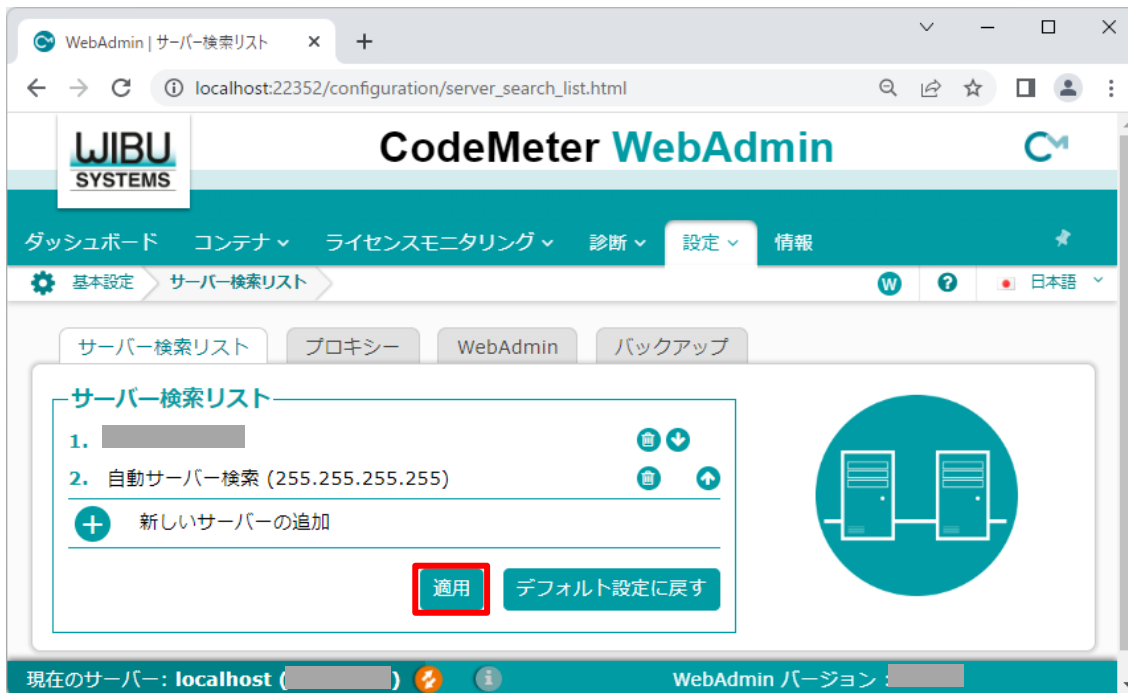 WebAdmin | サーバー検索リスト
localhost:22352/configuration/server_search_list.html
WIBU
SYSTEMS
CodeMeter WebAdmin
CM
ダッシュボード コンテナ ライセンスモニタリング 診断 設定 情報
基本設定 サーバー検索リスト W ? 日本語
サーバー検索リスト プロキシー WebAdmin バックアップ
サーバー検索リスト
1.
2. 自動サーバー検索 (255.255.255.255)
新しいサーバーの追加
適用 デフォルト設定に戻す
現在のサーバー: localhost ( ) i WebAdmin バージョン :